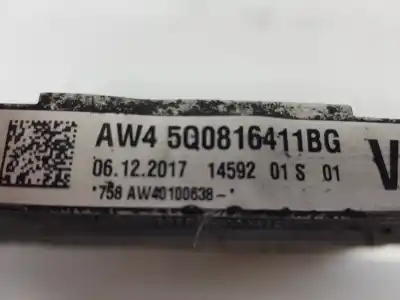 AW4 5Q0816411BG
06.12.2017 14592 01 S 01
*758 AW40100638-*
V